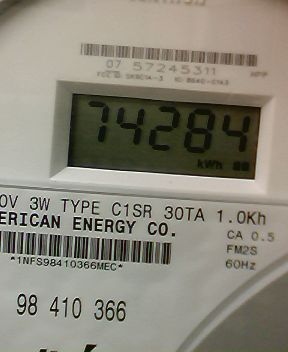 07 57245311
74284
kWh
0V 3W TYPE C1SR 30TA 1.0Kh
ERICAN ENERGY CO.
CA 0.5
FM2S
60Hz
*1NFS98410366MEC*
98 410 366